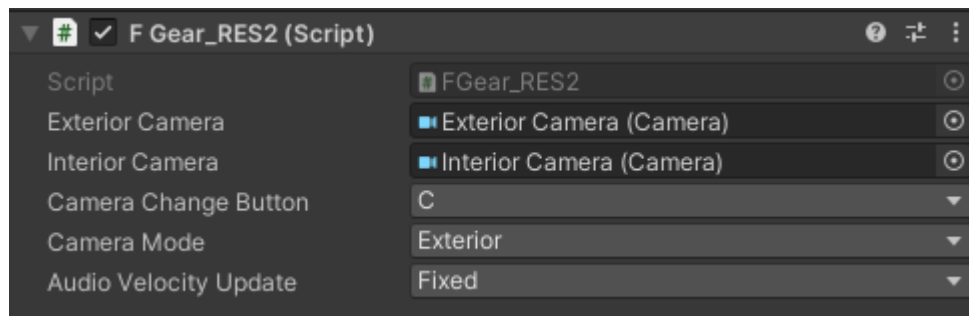 # F Gear_RES2 (Script)
Script # FGear_RES2
Exterior Camera Exterior Camera (Camera)
Interior Camera Interior Camera (Camera)
Camera Change Button C
Camera Mode Exterior
Audio Velocity Update Fixed